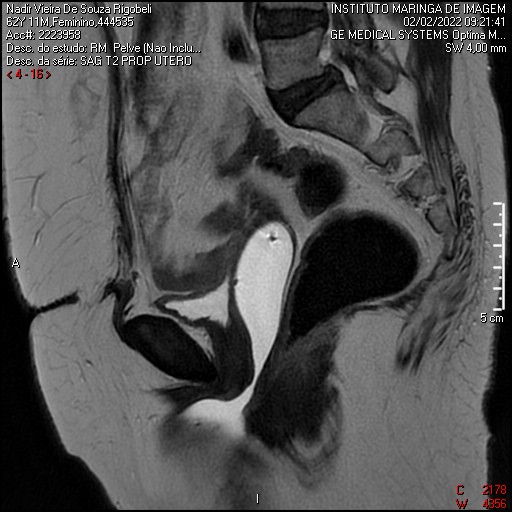 Nadir Vieira De Souza Rigobeli
62Y 11M,Feminino,444535
Acc#: 2223958
Desc. do estudo: RM Pelve (Nao Inclu...
Desc. da série: SAG T2 PROP UTERO
<4-16>
INSTITUTO MARINGA DE IMAGEM
02/02/2022 09:21:41
GE MEDICAL SYSTEMS Optima M...
SW 4,00 mm
A
5 cm
I
C 2178
W 4356